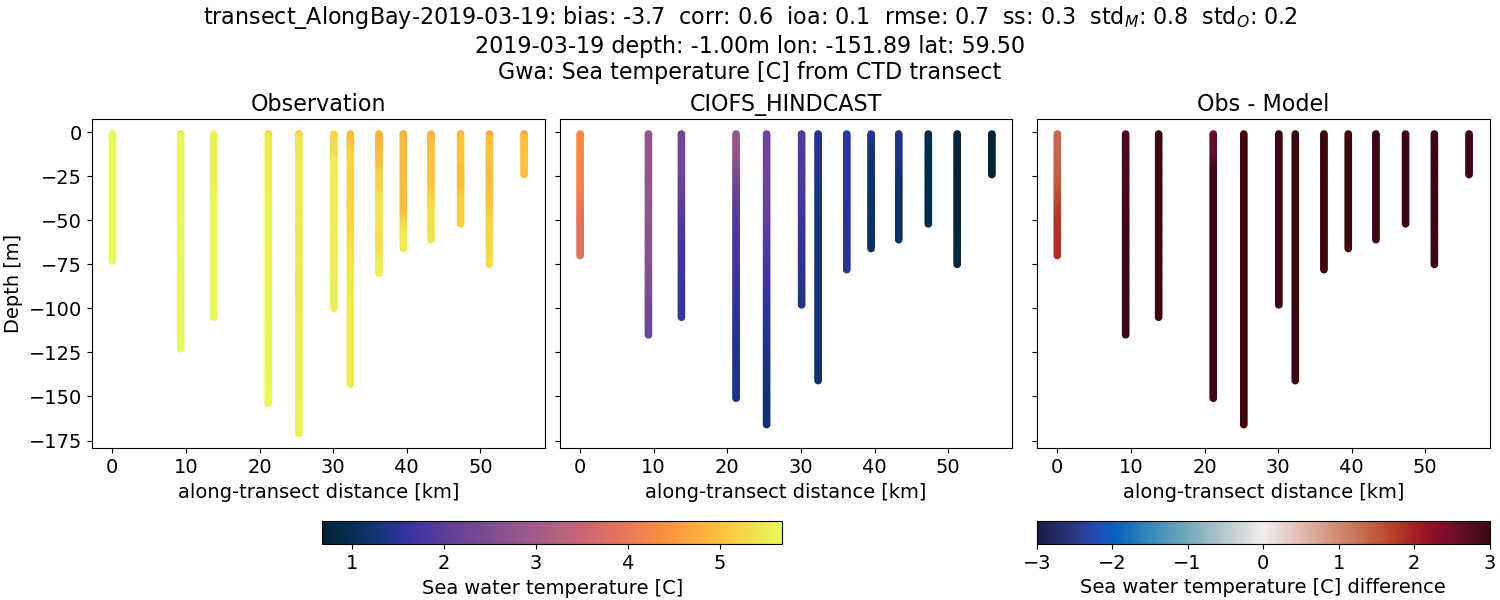 transect_AlongBay-2019-03-19: bias: -3.7 corr: 0.6 ioa: 0.1 rmse: 0.7 ss: 0.3 std_M: 0.8 std_O: 0.2
2019-03-19 depth: -1.00m lon: -151.89 lat: 59.50
Gwa: Sea temperature [C] from CTD transect
Observation
CIOFS_HINDCAST
Obs - Model
Depth [m]
0
−25
−50
−75
−100
−125
−150
−175
0 10 20 30 40 50
0 10 20 30 40 50
0 10 20 30 40 50
along-transect distance [km]
along-transect distance [km]
along-transect distance [km]
1 2 3 4 5
Sea water temperature [C]
−3 −2 −1 0 1 2 3
Sea water temperature [C] difference